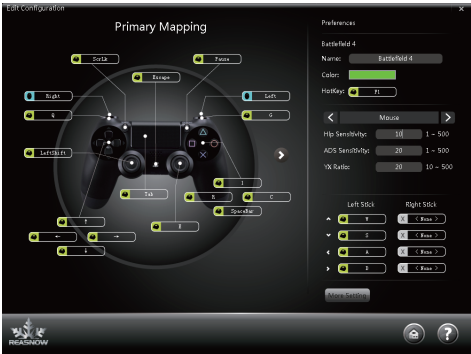 Edit Configuration
x
Primary Mapping
Preferences
ScrLk
Pause
Escape
Battlefield 4
Name: Battlefield 4
Color:
HotKey: F1
Right
Left
Q
G
Mouse
Hip Sensitivity: 10 1 - 500
ADS Sensitivity: 20 1 - 500
YX Ratio: 20 10 - 500
LeftShift
Tab
I
C
SpaceBar
Left Stick Right Stick
W X < None >
S X < None >
A X < None >
D X < None >
←
→
↓
More Setting
REASNOW
?